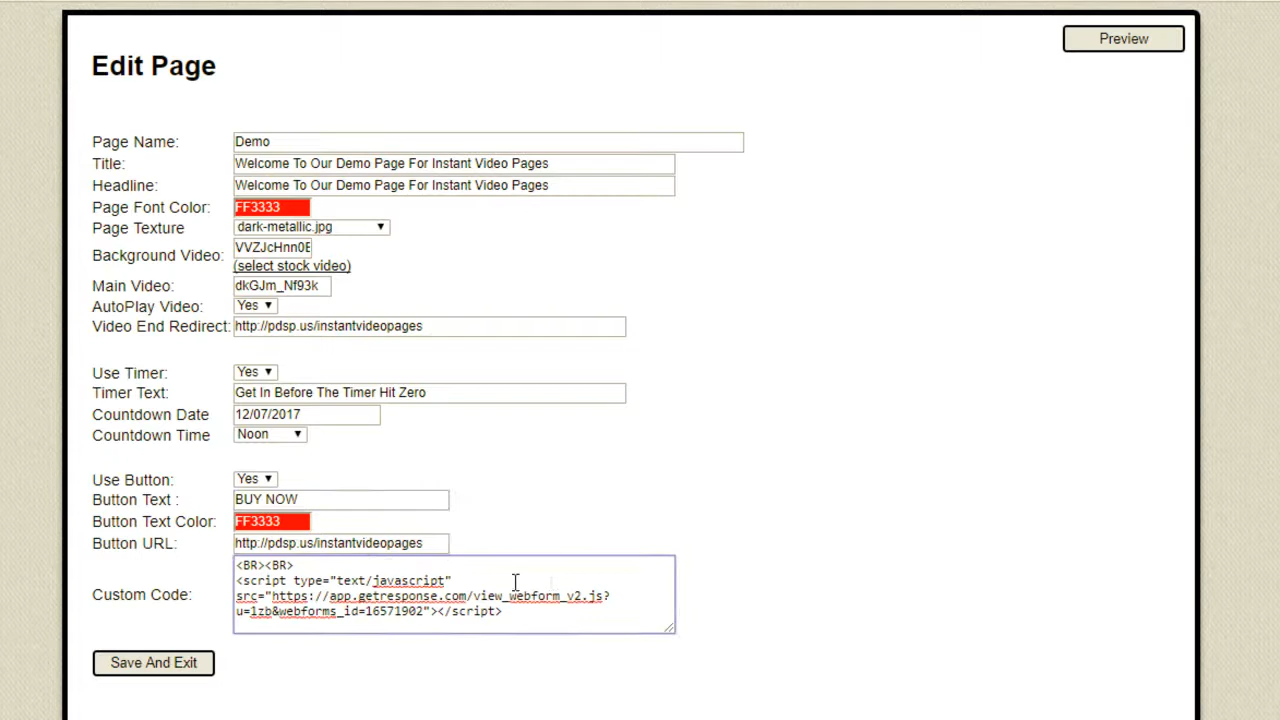 Preview
Edit Page
Page Name: Demo
Title: Welcome To Our Demo Page For Instant Video Pages
Headline: Welcome To Our Demo Page For Instant Video Pages
Page Font Color: FF3333
Page Texture dark-metallic.jpg
Background Video: VVZJcHnn0E
(select stock video)
Main Video: dkGJm_Nf93k
AutoPlay Video: Yes
Video End Redirect: http://pdsp.us/instantvideopages
Use Timer: Yes
Timer Text: Get In Before The Timer Hit Zero
Countdown Date 12/07/2017
Countdown Time Noon
Use Button: Yes
Button Text : BUY NOW
Button Text Color: FF3333
Button URL: http://pdsp.us/instantvideopages
Custom Code:
<BR><BR>
<script type="text/javascript"
src="https://app.getresponse.com/view_webform_v2.js?
u=1zb&webforms_id=16571902"></script>
Save And Exit